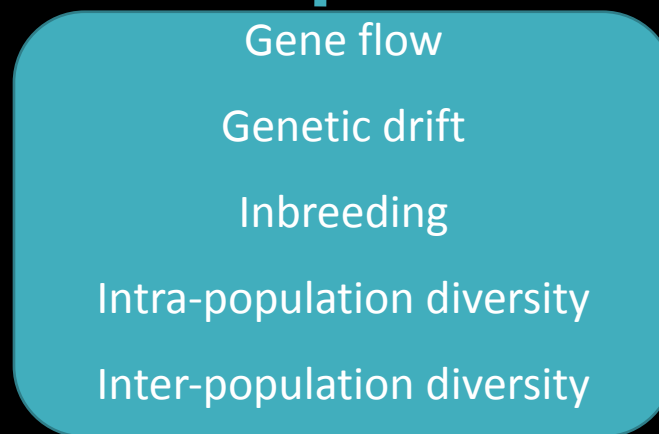 Gene flow
Genetic drift
Inbreeding
Intra-population diversity
Inter-population diversity